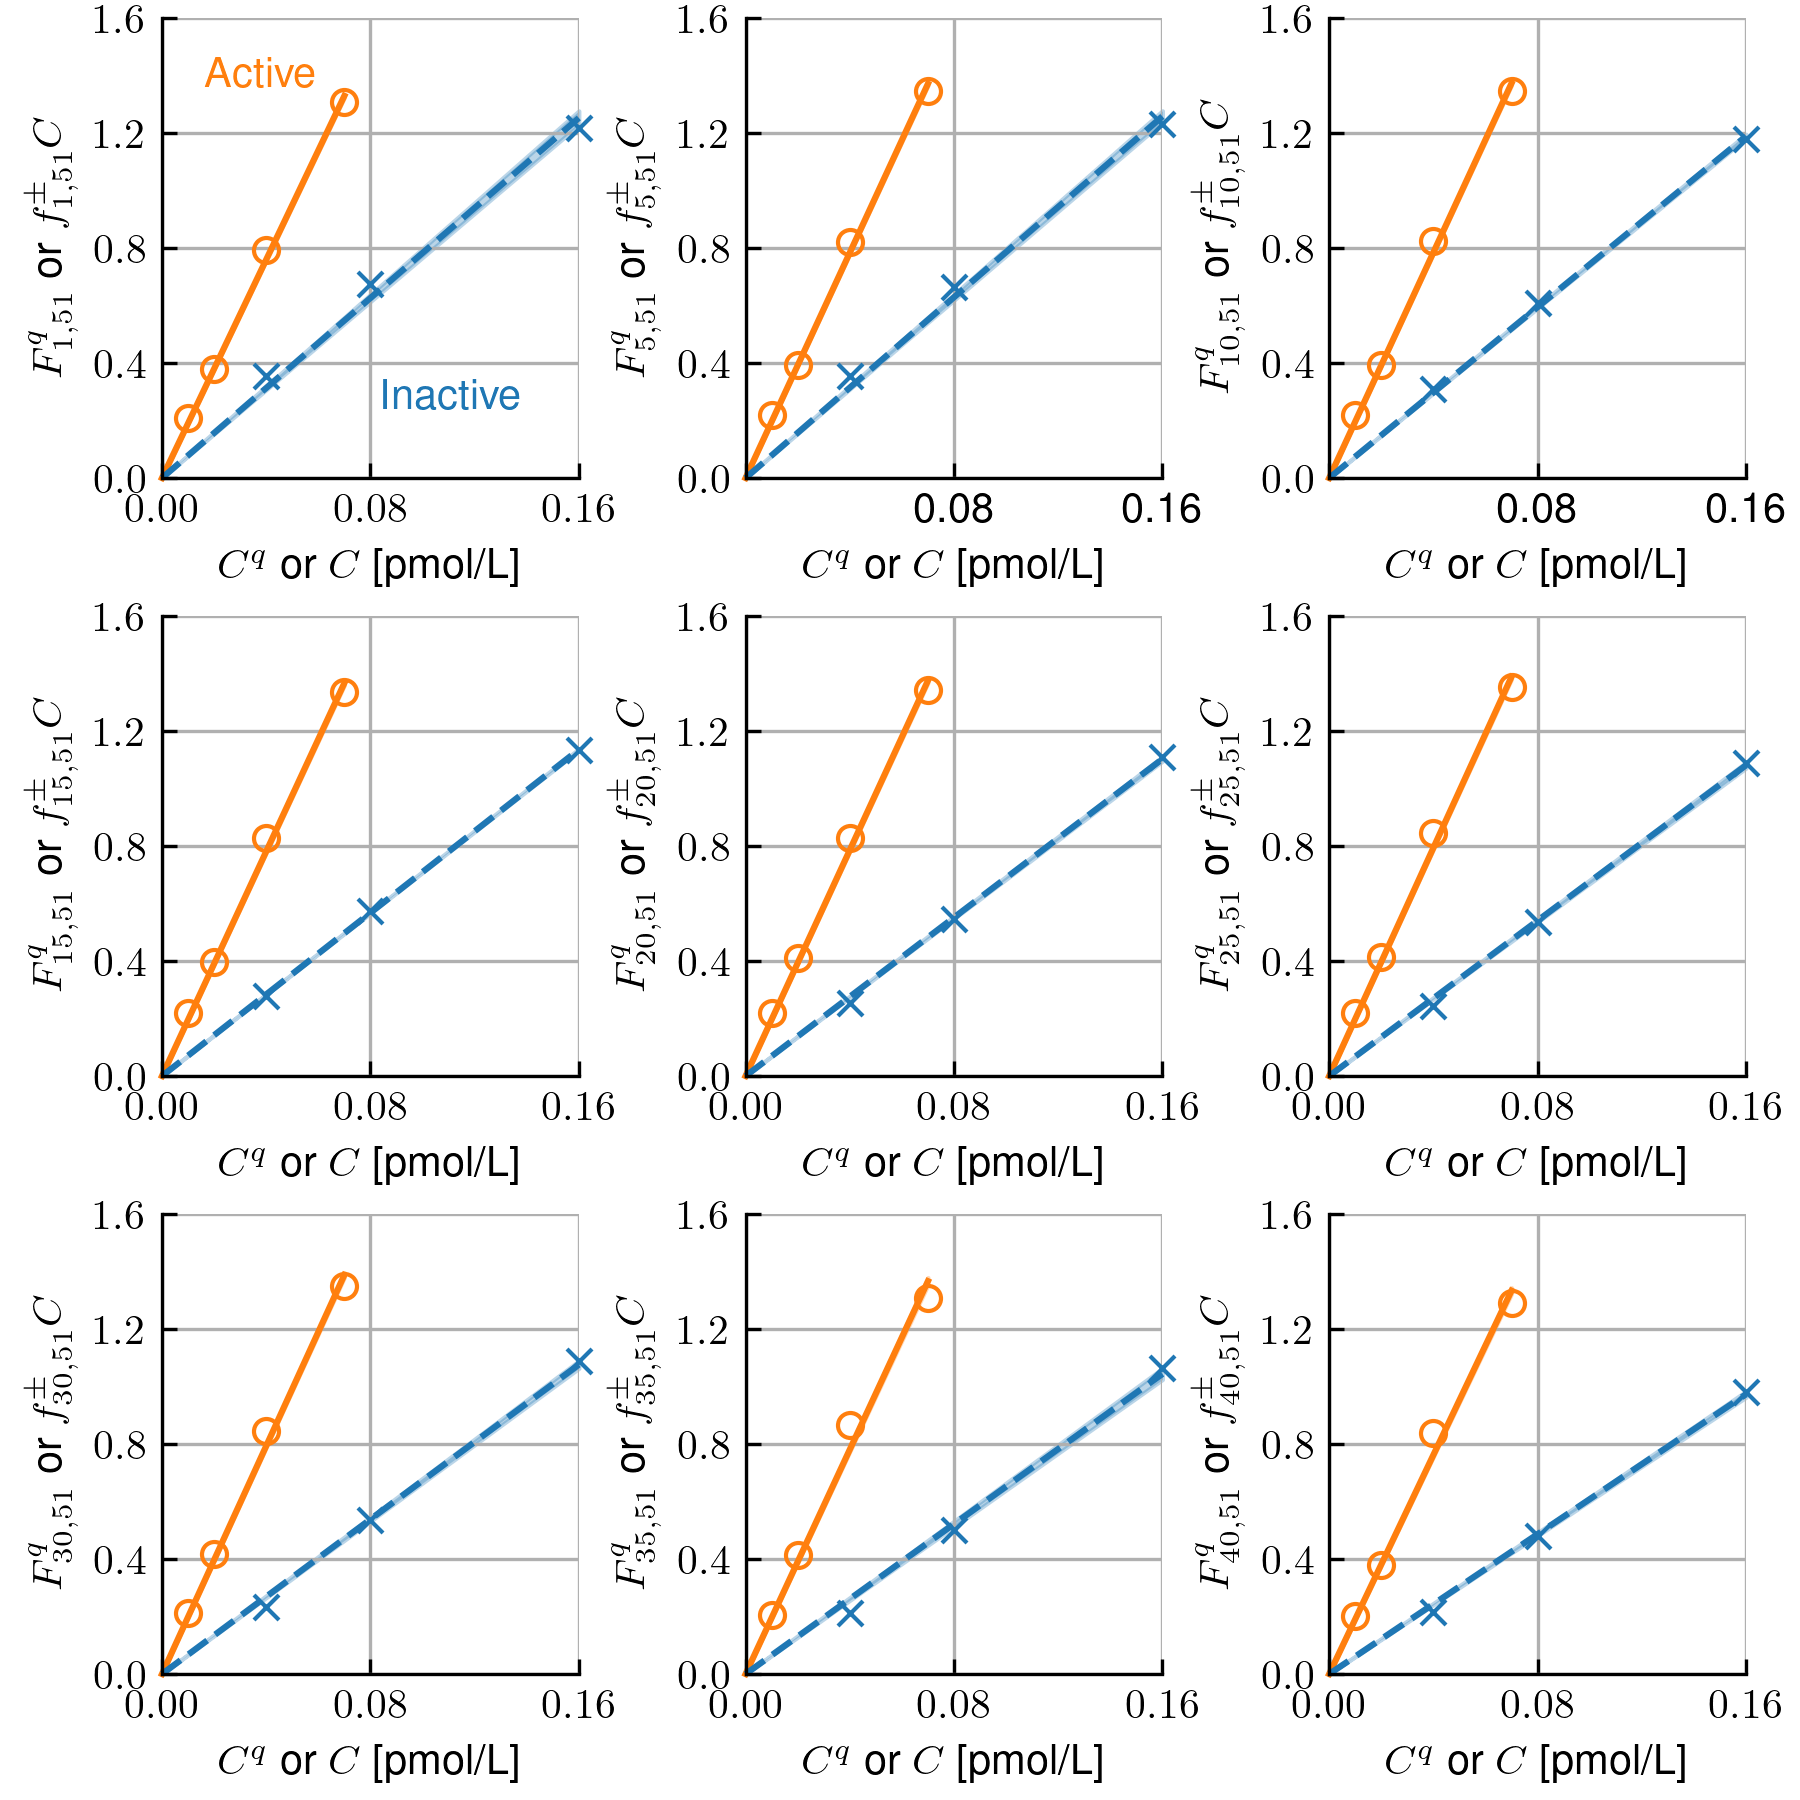 1.6
1.2
0.8
0.4
0.0
Active
Inactive
0.00 0.08 0.16
C^q or C [pmol/L]
F^q_{1,51} or f^±_{1,51}C
1.6
1.2
0.8
0.4
0.0
0.08 0.16
C^q or C [pmol/L]
F^q_{5,51} or f^±_{5,51}C
1.6
1.2
0.8
0.4
0.0
0.08 0.16
C^q or C [pmol/L]
F^q_{10,51} or f^±_{10,51}C
1.6
1.2
0.8
0.4
0.0
0.00 0.08 0.16
C^q or C [pmol/L]
F^q_{15,51} or f^±_{15,51}C
1.6
1.2
0.8
0.4
0.0
0.00 0.08 0.16
C^q or C [pmol/L]
F^q_{20,51} or f^±_{20,51}C
1.6
1.2
0.8
0.4
0.0
0.00 0.08 0.16
C^q or C [pmol/L]
F^q_{25,51} or f^±_{25,51}C
1.6
1.2
0.8
0.4
0.0
0.00 0.08 0.16
C^q or C [pmol/L]
F^q_{30,51} or f^±_{30,51}C
1.6
1.2
0.8
0.4
0.0
0.00 0.08 0.16
C^q or C [pmol/L]
F^q_{35,51} or f^±_{35,51}C
1.6
1.2
0.8
0.4
0.0
0.00 0.08 0.16
C^q or C [pmol/L]
F^q_{40,51} or f^±_{40,51}C